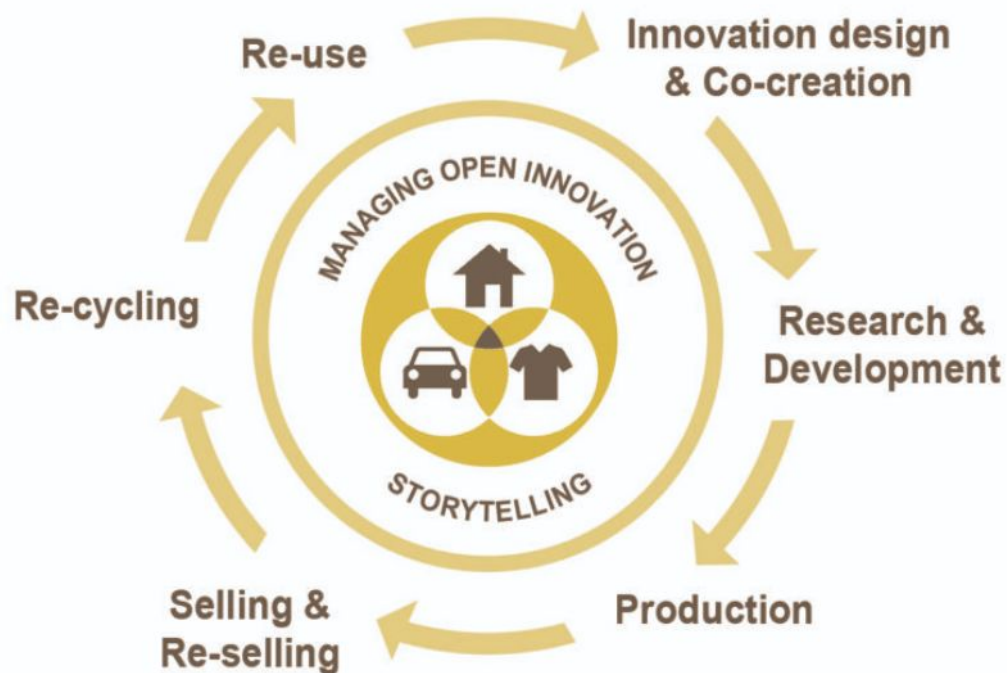 Re-use
Innovation design
& Co-creation
MANAGING OPEN INNOVATION
Re-cycling
Research &
Development
STORYTELLING
Selling &
Re-selling
Production